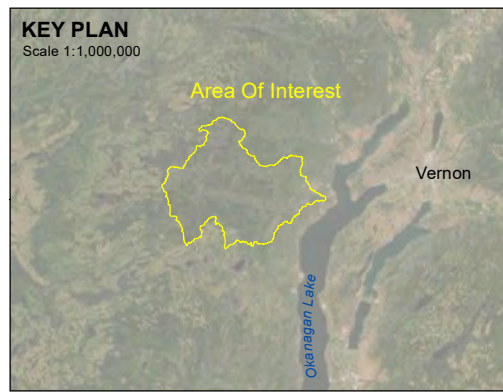 KEY PLAN
Scale 1:1,000,000
Area Of Interest
Vernon
Okanagan Lake